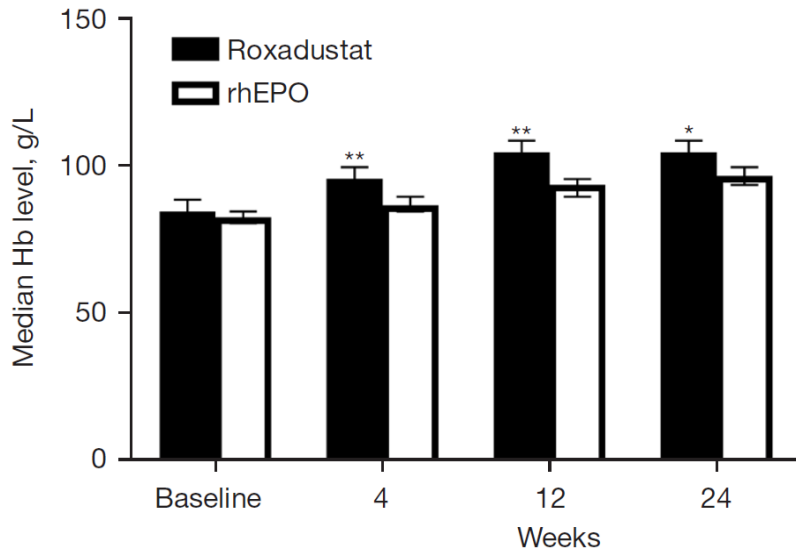 Median Hb level, g/L
150
100
50
0
Roxadustat
rhEPO
**
**
*
Baseline 4 12 24
Weeks